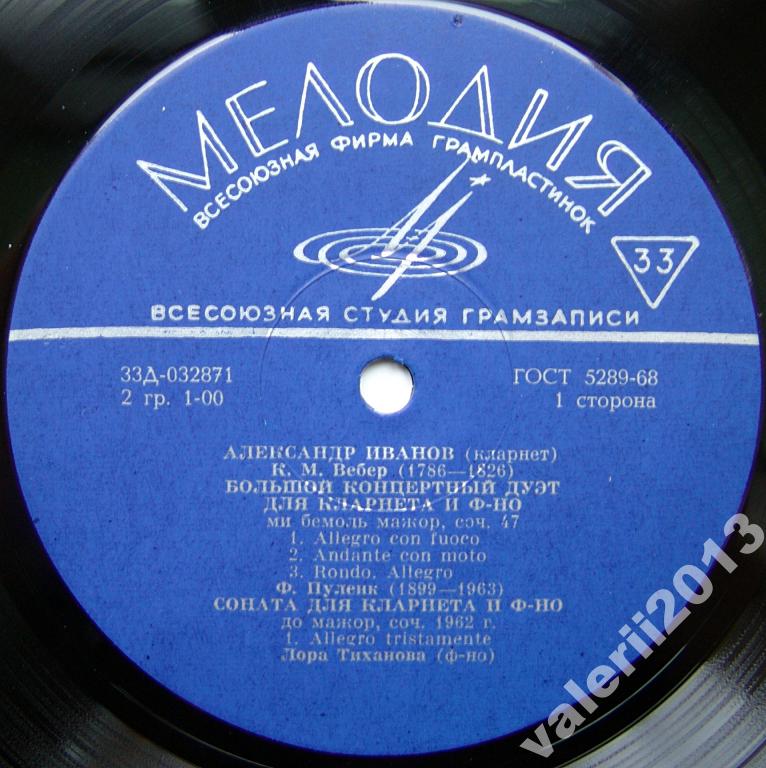 МЕЛОДИЯ
ВСЕСОЮЗНАЯ ФИРМА ГРАМПЛАСТИНОК
33
ВСЕСОЮЗНАЯ СТУДИЯ ГРАМЗАПИСИ
33Д-032871
ГОСТ 5289-68
2 гр. 1-00
1 сторона
АЛЕКСАНДР ИВАНОВ (кларнет)
К. М. Вебер (1786—1826)
БОЛЬШОЙ КОНЦЕРТНЫЙ ДУЭТ
ДЛЯ КЛАРНЕТА И Ф-НО
ми бемоль мажор, соч. 47
1. Allegro con fuoco
2. Andante con moto
3. Rondo. Allegro
Ф. Пуленк (1899—1963)
СОНАТА ДЛЯ КЛАРНЕТА И Ф-НО
до мажор, соч. 1962 г.
1. Allegro tristamente
Лора Тиханова (ф-но)
valerii2013